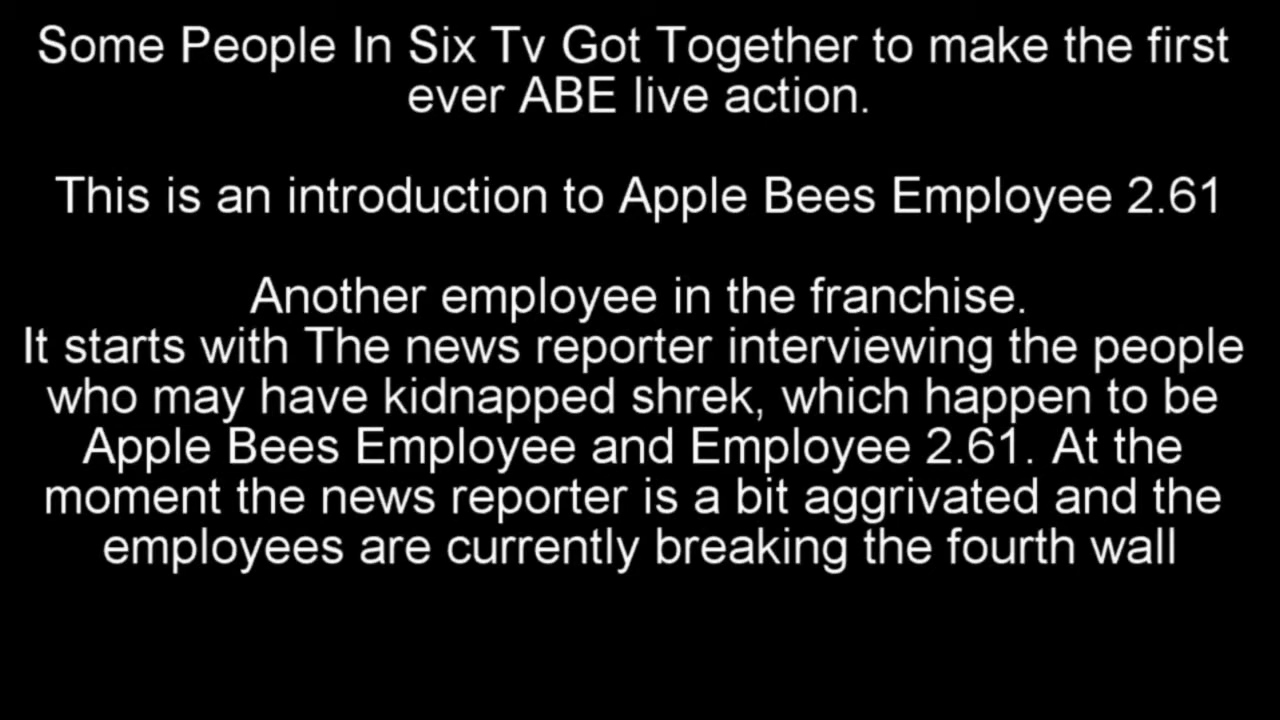 Some People In Six Tv Got Together to make the first
ever ABE live action.
This is an introduction to Apple Bees Employee 2.61
Another employee in the franchise.
It starts with The news reporter interviewing the people
who may have kidnapped shrek, which happen to be
Apple Bees Employee and Employee 2.61. At the
moment the news reporter is a bit aggrivated and the
employees are currently breaking the fourth wall